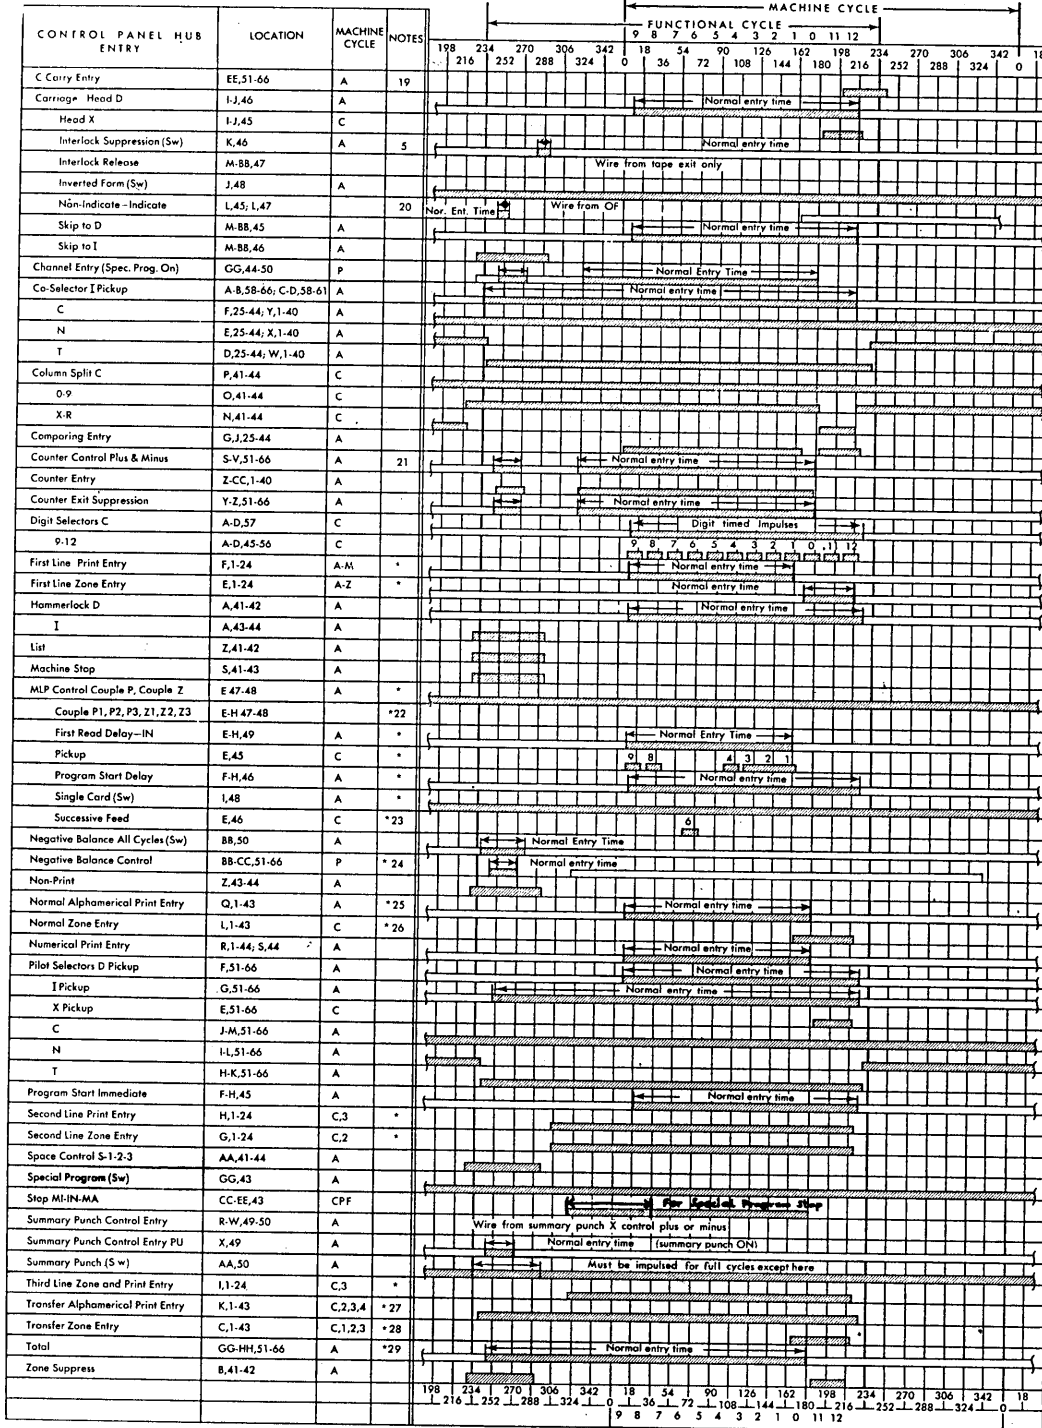 MACHINE CYCLE
FUNCTIONAL CYCLE
CONTROL PANEL HUB ENTRY LOCATION MACHINE CYCLE NOTES
9 8 7 6 5 4 3 2 1 0 11 12
198 234 270 306 342 18 54 90 126 162 198 234 270 306 342 18
216 252 288 324 0 36 72 108 144 180 216 252 288 324 0
C Carry Entry EE,51-66 A 19
Carriage Head D I-J,46 A Normal entry time
Head X I-J,45 C
Interlock Suppression (Sw) K,46 A 5 Normal entry time
Interlock Release M-BB,47 Wire from tape exit only
Inverted Form (Sw) J,48 A
Non-Indicate - Indicate L,45; L,47 20 Nor. Ent. Time Wire from OF
Skip to D M-BB,45 A Normal entry time
Skip to I M-BB,46 A
Channel Entry (Spec. Prog. On) GG,44-50 P Normal Entry Time
Co-Selector I Pickup A-B,58-66; C-D,58-61 A Normal entry time
C F,25-44; Y,1-40 A
N E,25-44; X,1-40 A
T D,25-44; W,1-40 A
Column Split C P,41-44 C
0-9 O,41-44 C
X-R N,41-44 C
Comparing Entry G,J,25-44 A
Counter Control Plus & Minus S-V,51-66 A 21 Normal entry time
Counter Entry Z-CC,1-40 A
Counter Exit Suppression Y-Z,51-66 A Normal entry time
Digit Selectors C A-D,57 C Digit timed Impulses
9-12 A-D,45-56 C 9 8 7 6 5 4 3 2 1 0 11 12
First Line Print Entry F,1-24 A-M * Normal entry time
First Line Zone Entry E,1-24 A-Z * Normal entry time
Hammerlock D A,41-42 A Normal entry time
I A,43-44 A
List Z,41-42 A
Machine Stop S,41-43 A
MLP Control Couple P, Couple Z E 47-48 A *
Couple P1, P2, P3, Z1, Z2, Z3 E-H 47-48 *22
First Read Delay-IN E-H,49 A * Normal Entry Time
Pickup E,45 C * 9 8 4 3 2 1
Program Start Delay F-H,46 A * Normal entry time
Single Card (Sw) I,48 A *
Successive Feed E,46 C *23 6
Negative Balance All Cycles (Sw) BB,50 A Normal Entry Time
Negative Balance Control BB-CC,51-66 P *24 Normal entry time
Non-Print Z,43-44 A
Normal Alphamerical Print Entry Q,1-43 A *25 Normal entry time
Normal Zone Entry L,1-43 C *26
Numerical Print Entry R,1-44; S,44 A Normal entry time
Pilot Selectors D Pickup F,51-66 A Normal entry time
I Pickup G,51-66 A Normal entry time
X Pickup E,51-66 C
C J-M,51-66 A
N I-L,51-66 A
T H-K,51-66 A
Program Start Immediate F-H,45 A Normal entry time
Second Line Print Entry H,1-24 C,3 *
Second Line Zone Entry G,1-24 C,2 *
Space Control S-1-2-3 AA,41-44 A
Special Program (Sw) GG,43 A
Stop MI-IN-MA CC-EE,43 CPF For Special Program Stop
Summary Punch Control Entry R-W,49-50 A Wire from summary punch X control plus or minus
Summary Punch Control Entry PU X,49 A Normal entry time (summary punch ON)
Summary Punch (Sw) AA,50 A Must be impulsed for full cycles except here
Third Line Zone and Print Entry I,1-24 C,3 *
Transfer Alphamerical Print Entry K,1-43 C,2,3,4 *27
Transfer Zone Entry C,1-43 C,1,2,3 *28
Total GG-HH,51-66 A *29 Normal entry time
Zone Suppress B,41-42 A
198 234 270 306 342 18 54 90 126 162 198 234 270 306 342 18
216 252 288 324 0 36 72 108 144 180 216 252 288 324 0
9 8 7 6 5 4 3 2 1 0 11 12